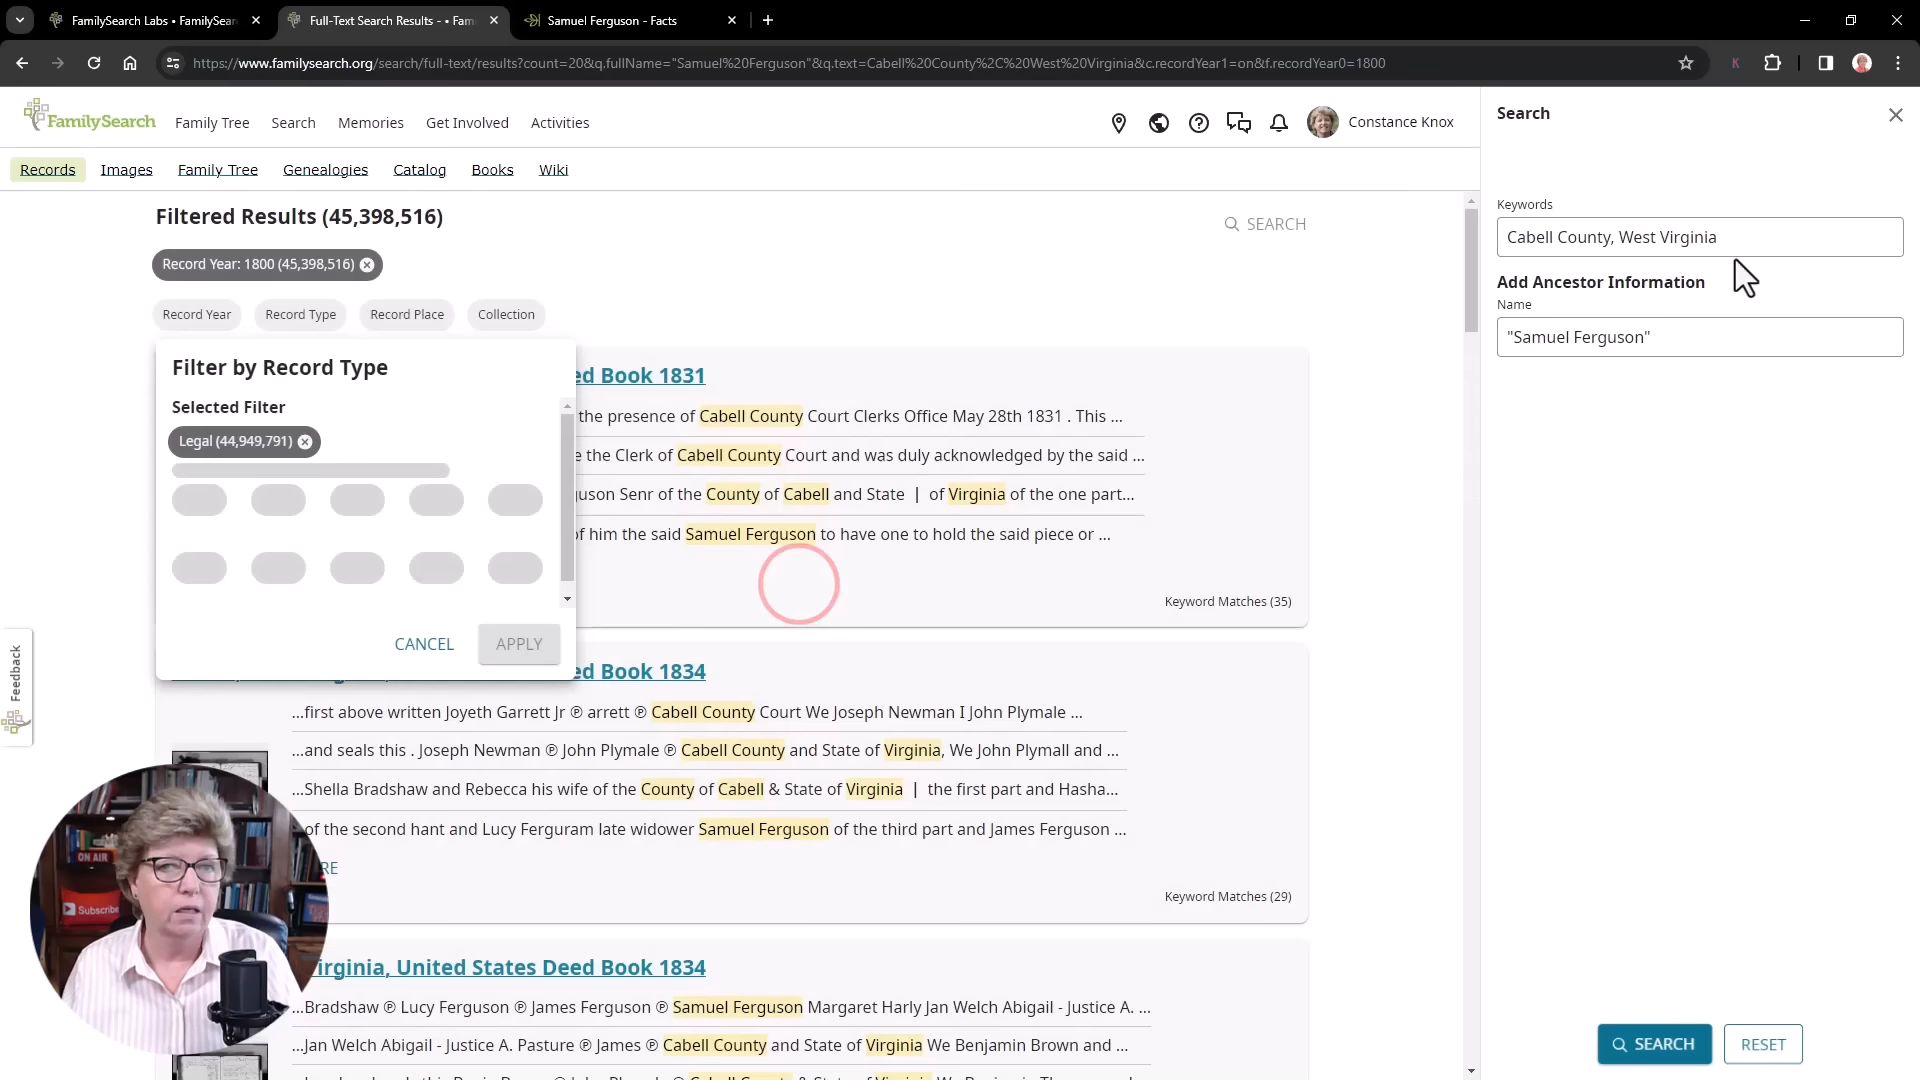 FamilySearch Labs • FamilySear
Full-Text Search Results - • Fam
Samuel Ferguson - Facts
https://www.familysearch.org/search/full-text/results?count=20&q.fullName="Samuel%20Ferguson"&q.text=Cabell%20County%2C%20West%20Virginia&c.recordYear1=on&f.recordYear0=1800
FamilySearch
Family Tree
Search
Memories
Get Involved
Activities
Constance Knox
Records
Images
Family Tree
Genealogies
Catalog
Books
Wiki
Filtered Results (45,398,516)
SEARCH
Record Year: 1800 (45,398,516)
Record Year
Record Type
Record Place
Collection
Filter by Record Type
Selected Filter
Legal (44,949,791)
CANCEL
APPLY
ed Book 1831
the presence of Cabell County Court Clerks Office May 28th 1831 . This ...
e the Clerk of Cabell County Court and was duly acknowledged by the said ...
guson Senr of the County of Cabell and State | of Virginia of the one part...
of him the said Samuel Ferguson to have one to hold the said piece or ...
Keyword Matches (35)
ed Book 1834
...first above written Joyeth Garrett Jr ℗ arrett ℗ Cabell County Court We Joseph Newman I John Plymale ...
...and seals this . Joseph Newman ℗ John Plymale ℗ Cabell County and State of Virginia, We John Plymall and ...
...Shella Bradshaw and Rebecca his wife of the County of Cabell & State of Virginia | the first part and Hasha...
of the second hant and Lucy Ferguram late widower Samuel Ferguson of the third part and James Ferguson ...
RE
Keyword Matches (29)
irginia, United States Deed Book 1834
...Bradshaw ℗ Lucy Ferguson ℗ James Ferguson ℗ Samuel Ferguson Margaret Harly Jan Welch Abigail - Justice A. ...
...Jan Welch Abigail - Justice A. Pasture ℗ James ℗ Cabell County and State of Virginia We Benjamin Brown and ...
Feedback
ON AIR
Subscribe
Search
Keywords
Cabell County, West Virginia
Add Ancestor Information
Name
"Samuel Ferguson"
SEARCH
RESET